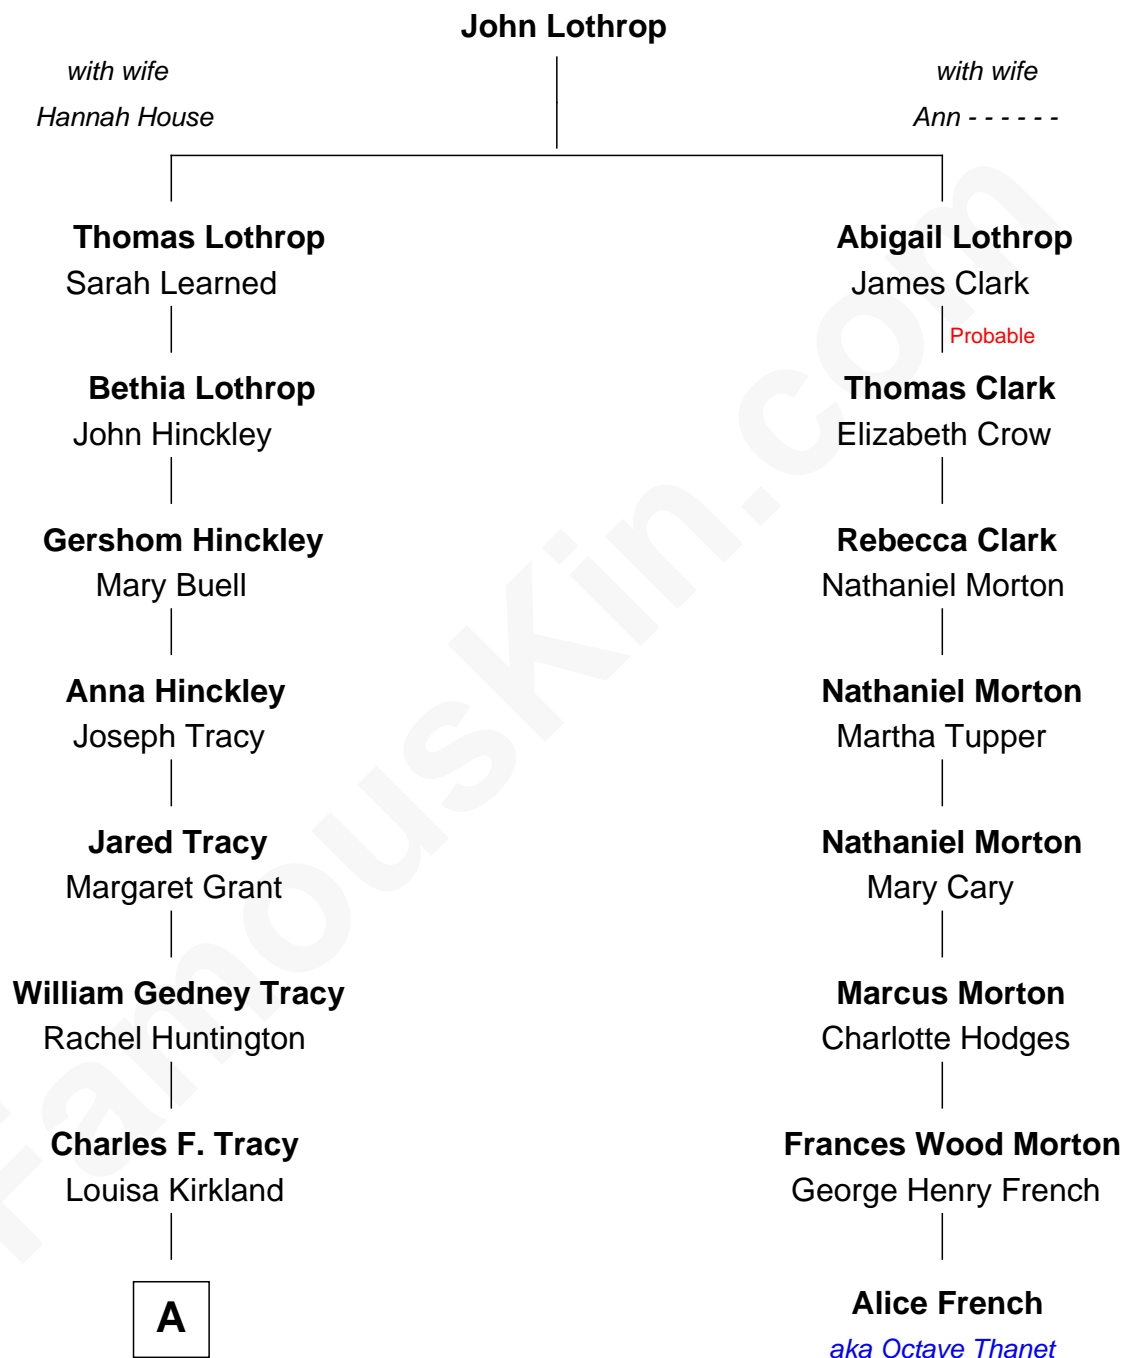 John Lothrop
with wife
Hannah House
with wife
Ann - - - - - -
Thomas Lothrop
Sarah Learned
Abigail Lothrop
James Clark
Probable
Bethia Lothrop
John Hinckley
Thomas Clark
Elizabeth Crow
Gershom Hinckley
Mary Buell
Rebecca Clark
Nathaniel Morton
Anna Hinckley
Joseph Tracy
Nathaniel Morton
Martha Tupper
Jared Tracy
Margaret Grant
Nathaniel Morton
Mary Cary
William Gedney Tracy
Rachel Huntington
Marcus Morton
Charlotte Hodges
Charles F. Tracy
Louisa Kirkland
Frances Wood Morton
George Henry French
A
Alice French
aka Octave Thanet
FamousKin.com